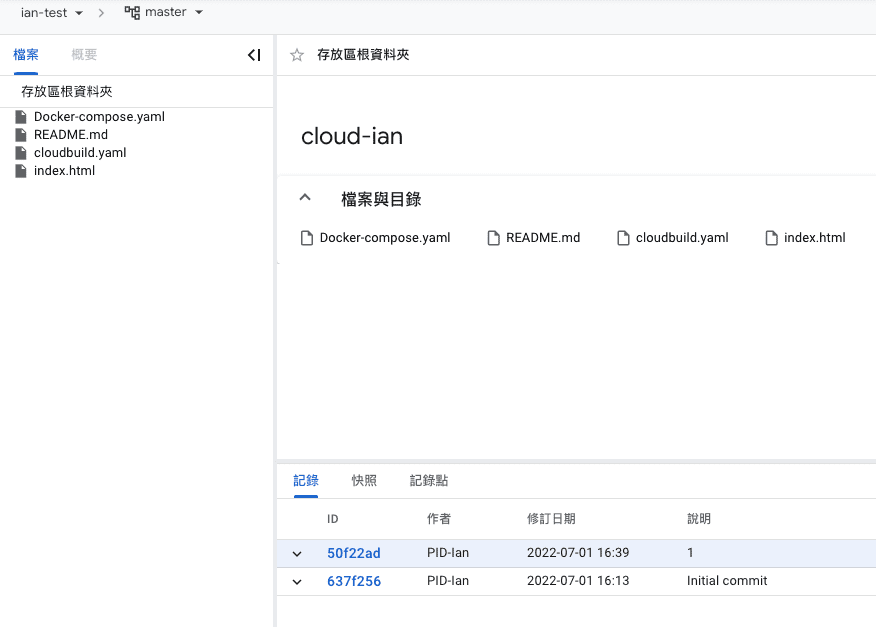 ian-test master
檔案 概要
存放區根資料夾
Docker-compose.yaml
README.md
cloudbuild.yaml
index.html
存放區根資料夾
cloud-ian
檔案與目錄
Docker-compose.yaml README.md cloudbuild.yaml index.html
記錄 快照 記錄點
ID 作者 修訂日期 說明
50f22ad PID-Ian 2022-07-01 16:39 1
637f256 PID-Ian 2022-07-01 16:13 Initial commit